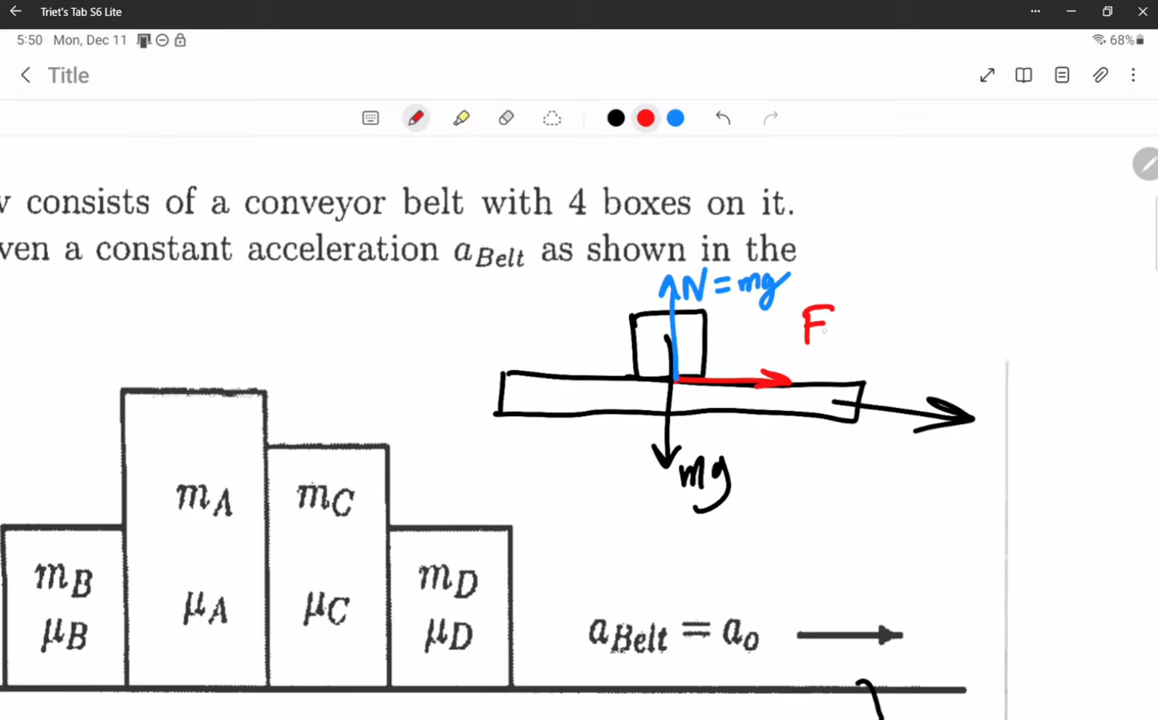 Triet's Tab S6 Lite
5:50 Mon, Dec 11
68%
Title
consists of a conveyor belt with 4 boxes on it.
a constant acceleration a_Belt as shown in the
N = mg
F
mg
m_A
m_C
m_B
m_D
μ_A
μ_C
μ_B
μ_D
a_Belt = a_o